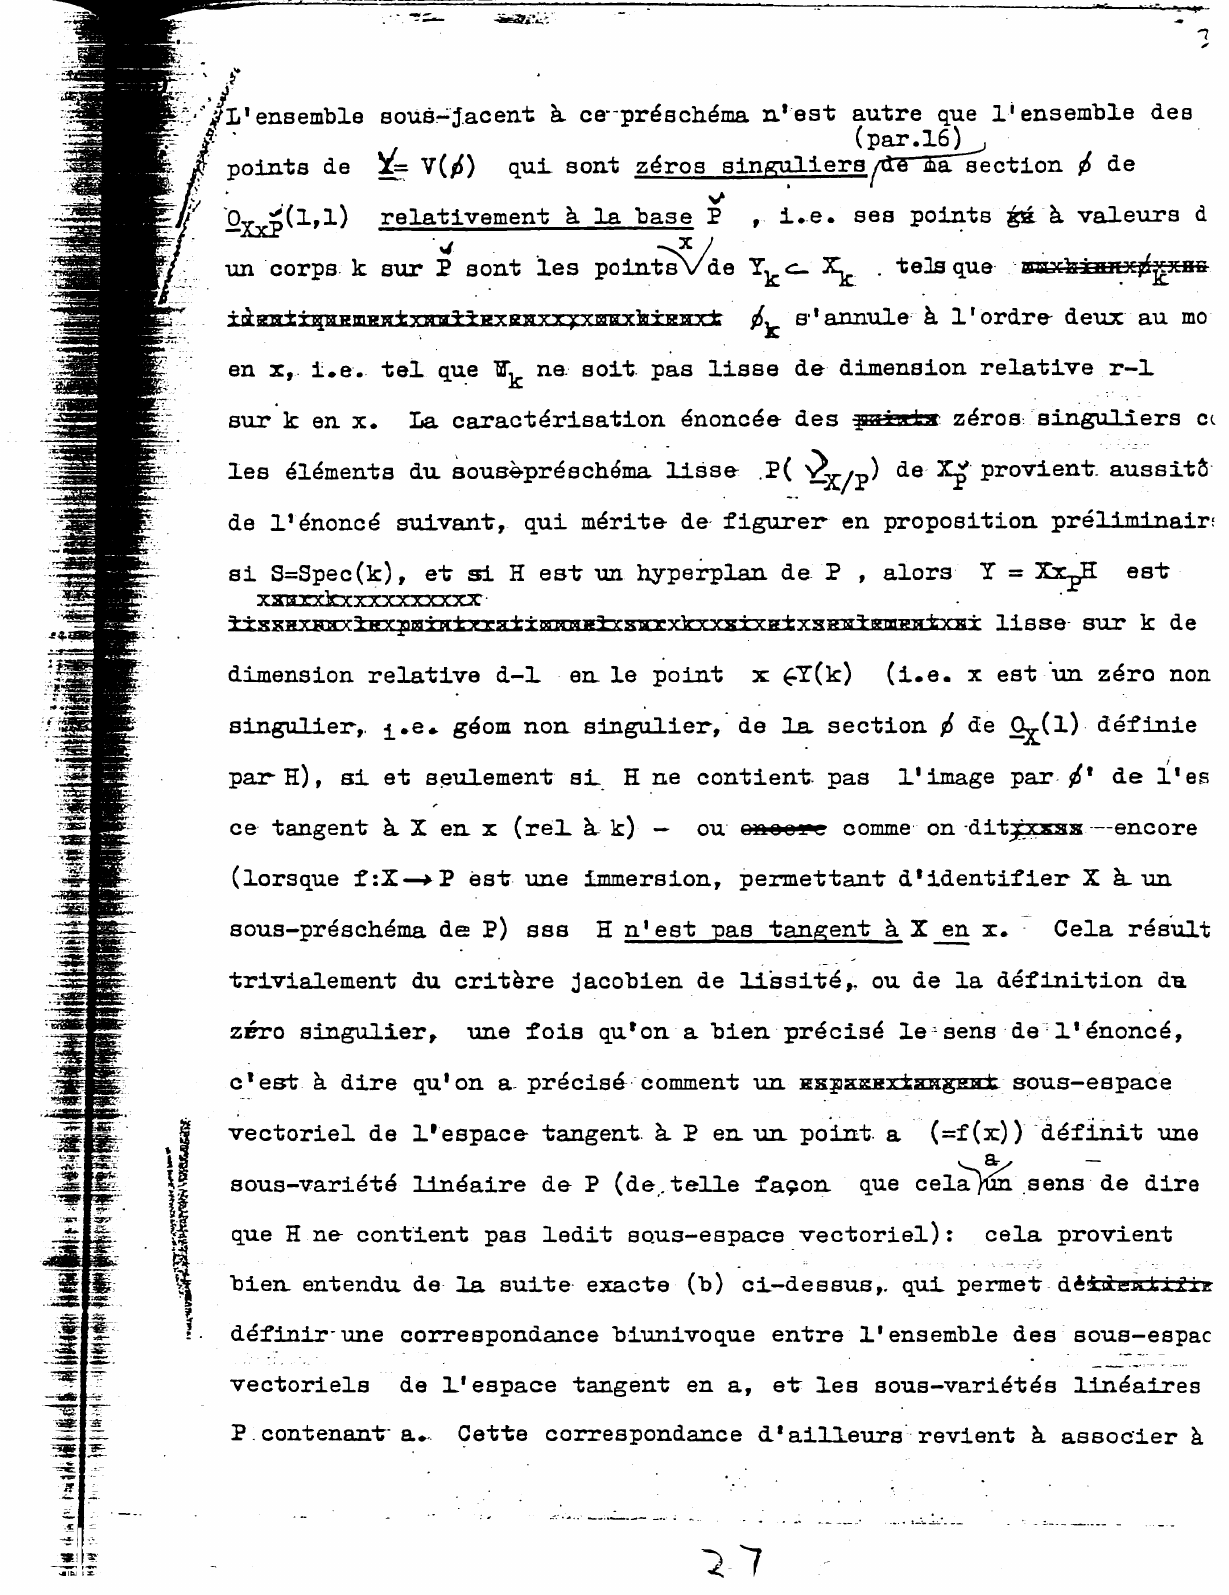 L'ensemble sous-jacent à ce préschéma n'est autre que l'ensemble des
(par.16)
points de Y = V(ϕ) qui sont zéros singuliers de la section ϕ de
O_XxP̌(1,1) relativement à la base P̌ , i.e. ses points à valeurs d
un corps k sur P̌ sont les points x de Y_k ⊂ X_k tels que
ϕ_k s'annule à l'ordre deux au mo
en x, i.e. tel que Y_k ne soit pas lisse de dimension relative r-1
sur k en x. La caractérisation énoncée des zéros singuliers co
les éléments du sous-préschéma lisse P( ν_X/P) de X_P̌ provient aussitô
de l'énoncé suivant, qui mérite de figurer en proposition préliminaire
si S=Spec(k), et si H est un hyperplan de P , alors Y = Xx_PH est
lisse sur k de
dimension relative d-1 en le point x ∈Y(k) (i.e. x est un zéro non
singulier, i.e. géom non singulier, de la section ϕ de O_X(1) définie
par H), si et seulement si H ne contient pas l'image par ϕ' de l'es
ce tangent à X en x (rel à k) - ou comme on dit --encore
(lorsque f:X→P est une immersion, permettant d'identifier X à un
sous-préschéma de P) sss H n'est pas tangent à X en x. Cela résult
trivialement du critère jacobien de lissité, ou de la définition du
zéro singulier, une fois qu'on a bien précisé le sens de l'énoncé,
c'est à dire qu'on a précisé comment un sous-espace
vectoriel de l'espace tangent à P en un point a (=f(x)) définit une
sous-variété linéaire de P (de telle façon que cela a un sens de dire
que H ne contient pas ledit sous-espace vectoriel): cela provient
bien entendu de la suite exacte (b) ci-dessus, qui permet de
définir une correspondance biunivoque entre l'ensemble des sous-espac
vectoriels de l'espace tangent en a, et les sous-variétés linéaires
P contenant a. Cette correspondance d'ailleurs revient à associer à
27